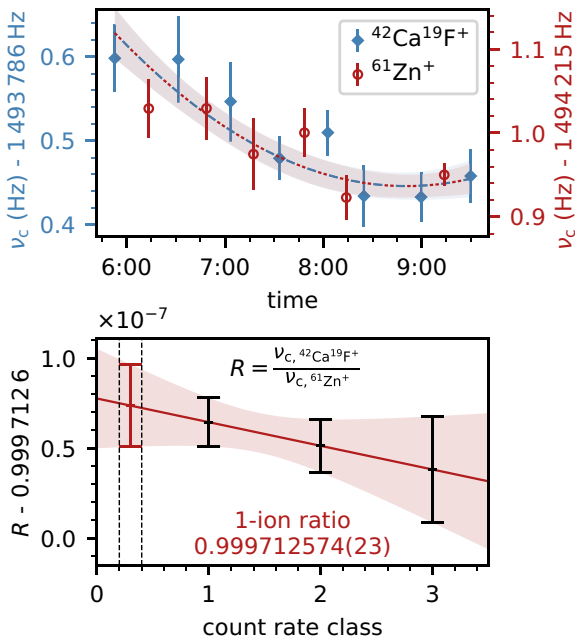 ⁴²Ca¹⁹F⁺
⁶¹Zn⁺
ν_c (Hz) - 1 493 786 Hz
0.6
0.5
0.4
ν_c (Hz) - 1 494 215 Hz
1.1
1.0
0.9
6:00 7:00 8:00 9:00
time
×10⁻⁷
R - 0.999 712 6
1.0
0.5
0.0
R = ν_c,⁴²Ca¹⁹F⁺ / ν_c,⁶¹Zn⁺
1-ion ratio
0.999712574(23)
0 1 2 3
count rate class